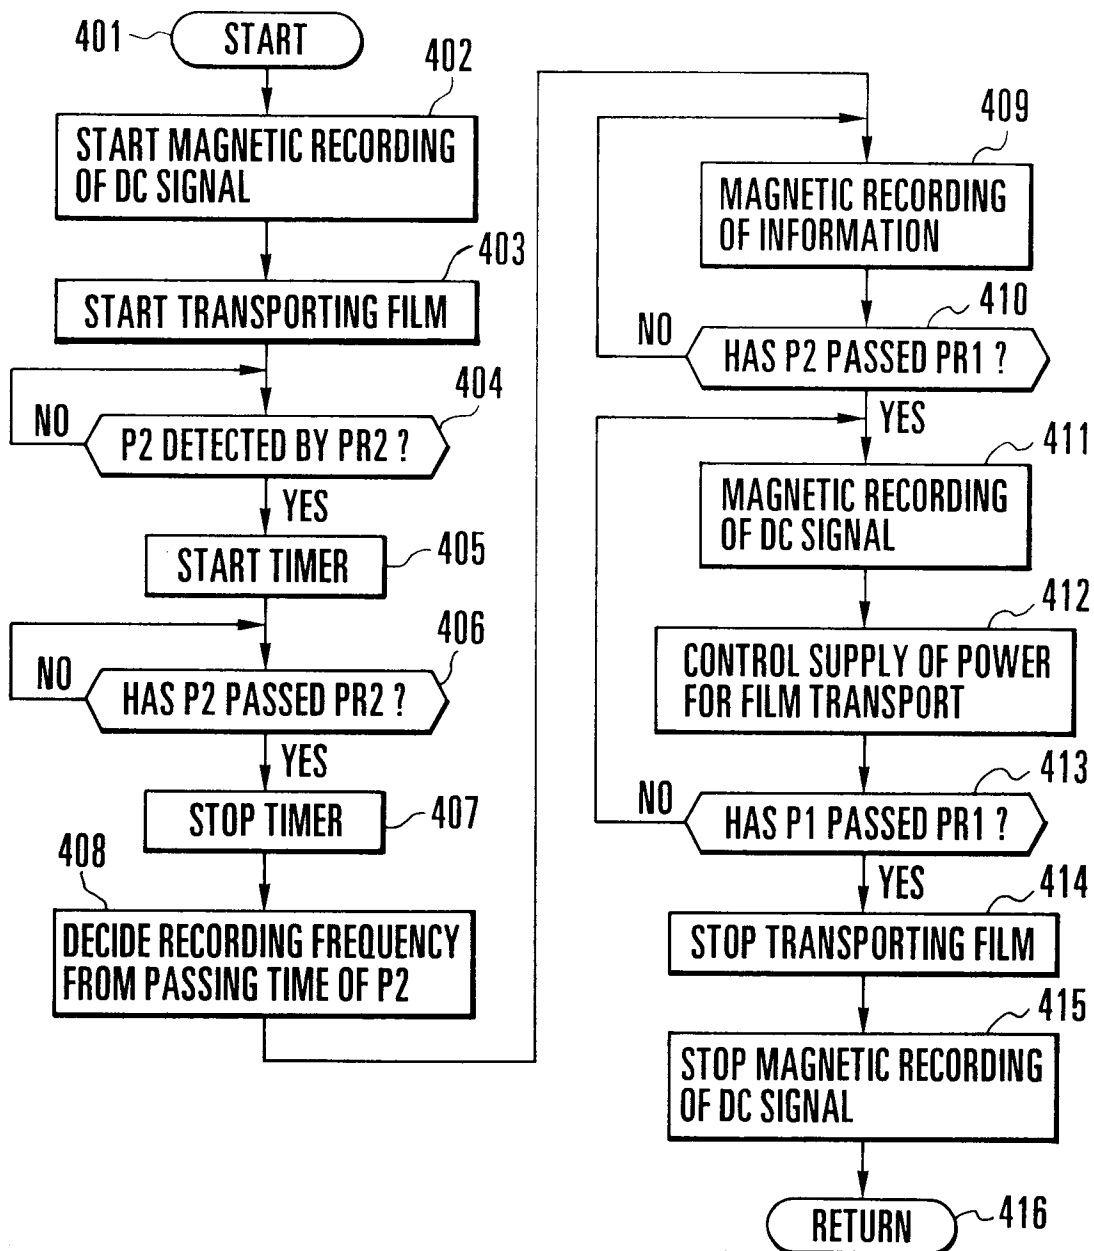 401
START
402
START MAGNETIC RECORDING
OF DC SIGNAL
403
START TRANSPORTING FILM
404
NO
P2 DETECTED BY PR2 ?
YES
405
START TIMER
406
NO
HAS P2 PASSED PR2 ?
YES
407
STOP TIMER
408
DECIDE RECORDING FREQUENCY
FROM PASSING TIME OF P2
409
MAGNETIC RECORDING
OF INFORMATION
410
NO
HAS P2 PASSED PR1 ?
YES
411
MAGNETIC RECORDING
OF DC SIGNAL
412
CONTROL SUPPLY OF POWER
FOR FILM TRANSPORT
413
NO
HAS P1 PASSED PR1 ?
YES
414
STOP TRANSPORTING FILM
415
STOP MAGNETIC RECORDING
OF DC SIGNAL
RETURN
416